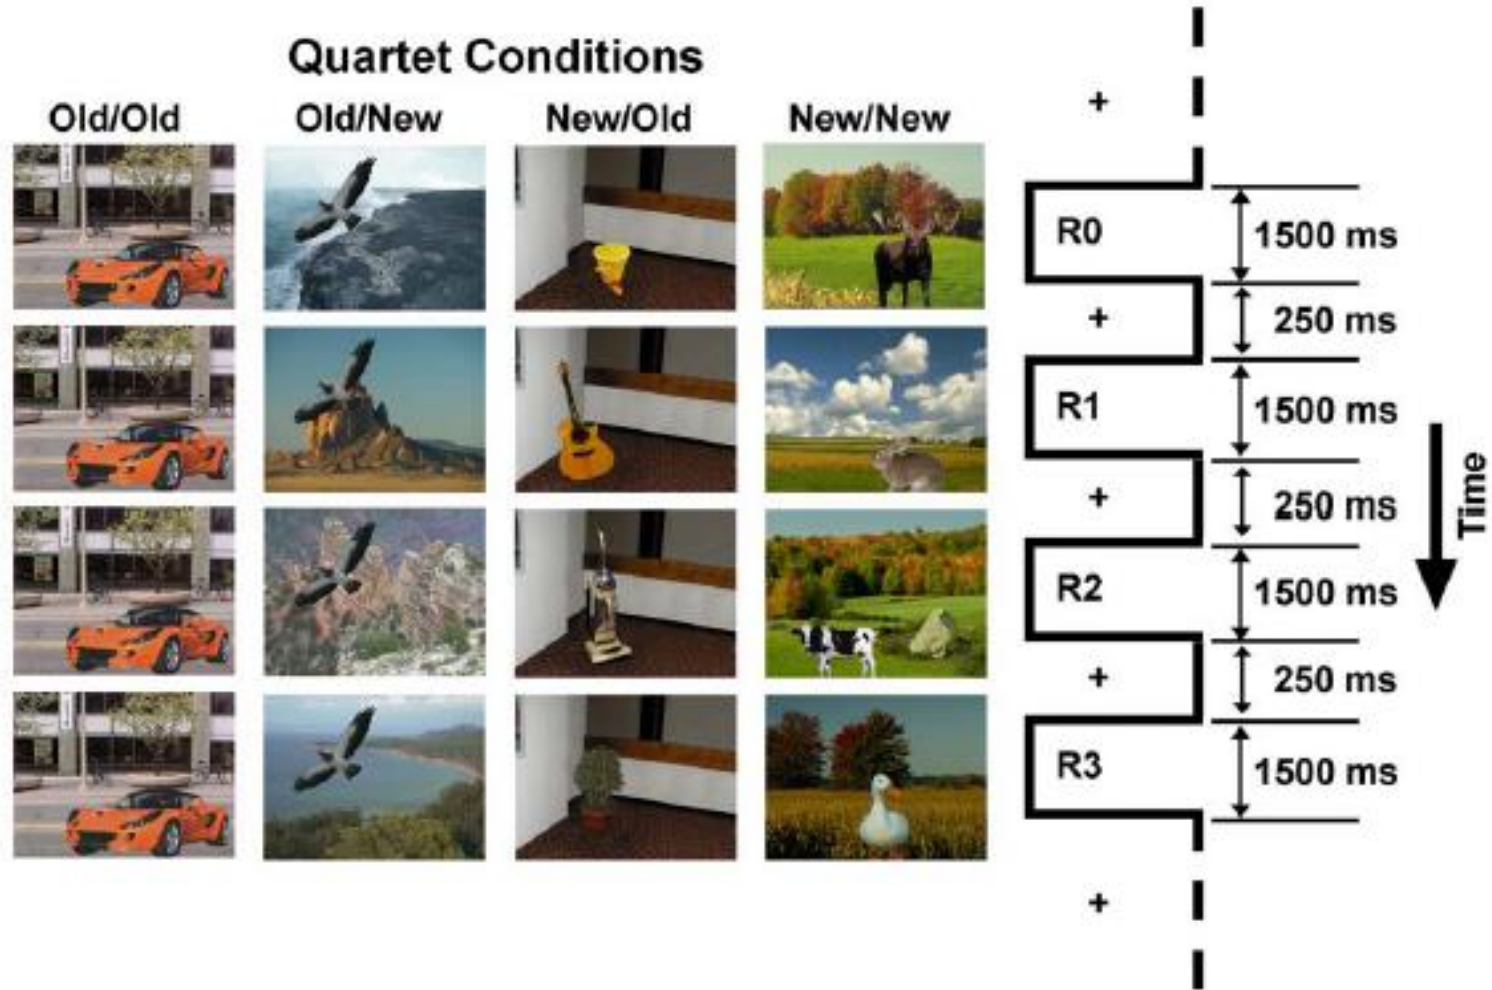 Quartet Conditions
Old/Old Old/New New/Old New/New
+
R0 1500 ms
+ 250 ms
R1 1500 ms
+ 250 ms
R2 1500 ms
+ 250 ms
R3 1500 ms
+
Time